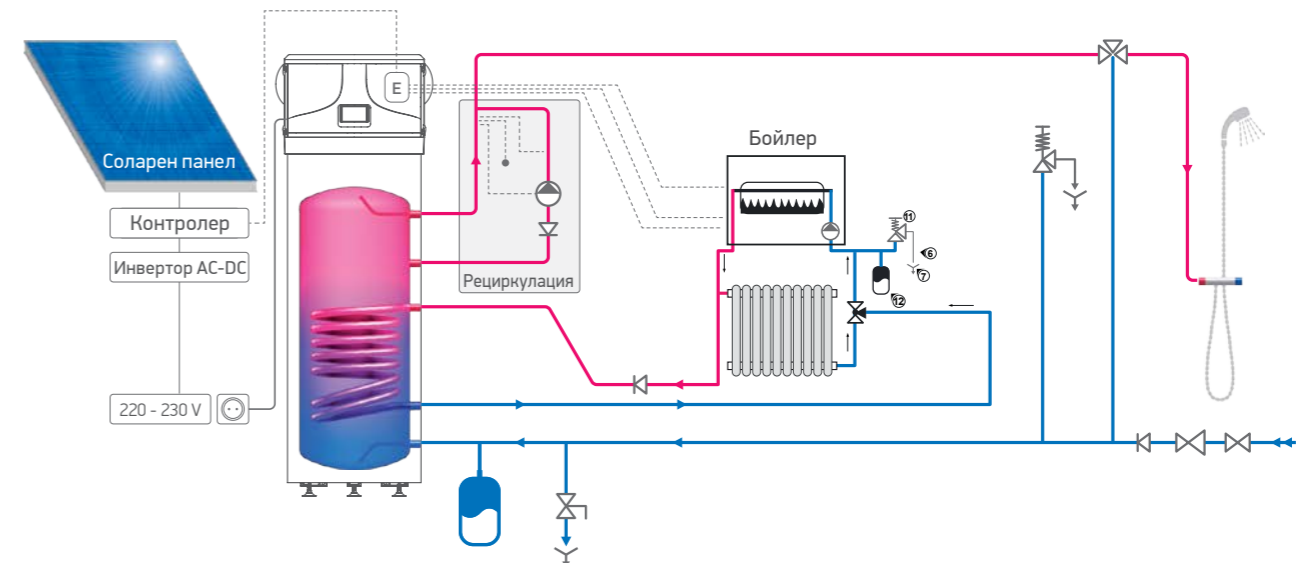 E
Бойлер
Соларен панел
Контролер
Инвертор AC-DC
Рециркулация
11
6
7
12
220 - 230 V